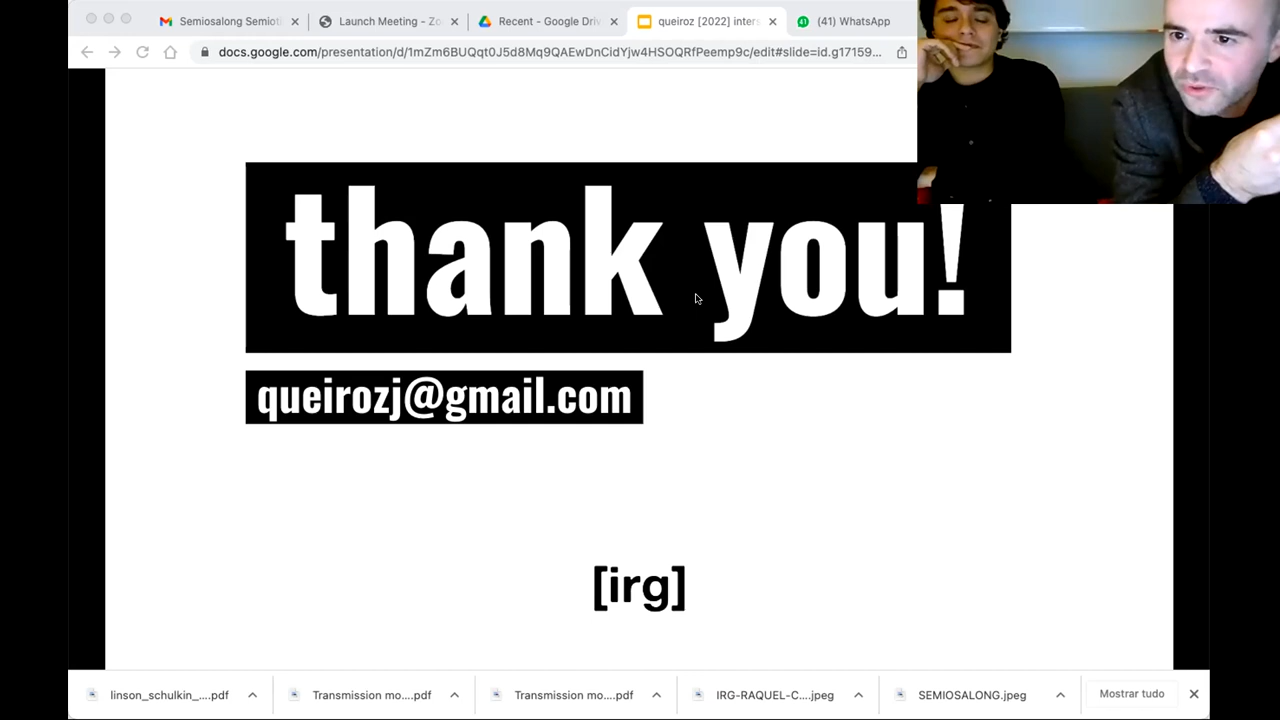 Semiosalong Semioti
Launch Meeting - Zo
Recent - Google Driv
queiroz [2022] inters
(41) WhatsApp
docs.google.com/presentation/d/1mZm6BUQqt0J5d8Mq9QAEwDnCidYjw4HSOQRfPeemp9c/edit#slide=id.g17159...
thank you!
queirozj@gmail.com
[irg]
linson_schulkin_....pdf
Transmission mo....pdf
Transmission mo....pdf
IRG-RAQUEL-C....jpeg
SEMIOSALONG.jpeg
Mostrar tudo